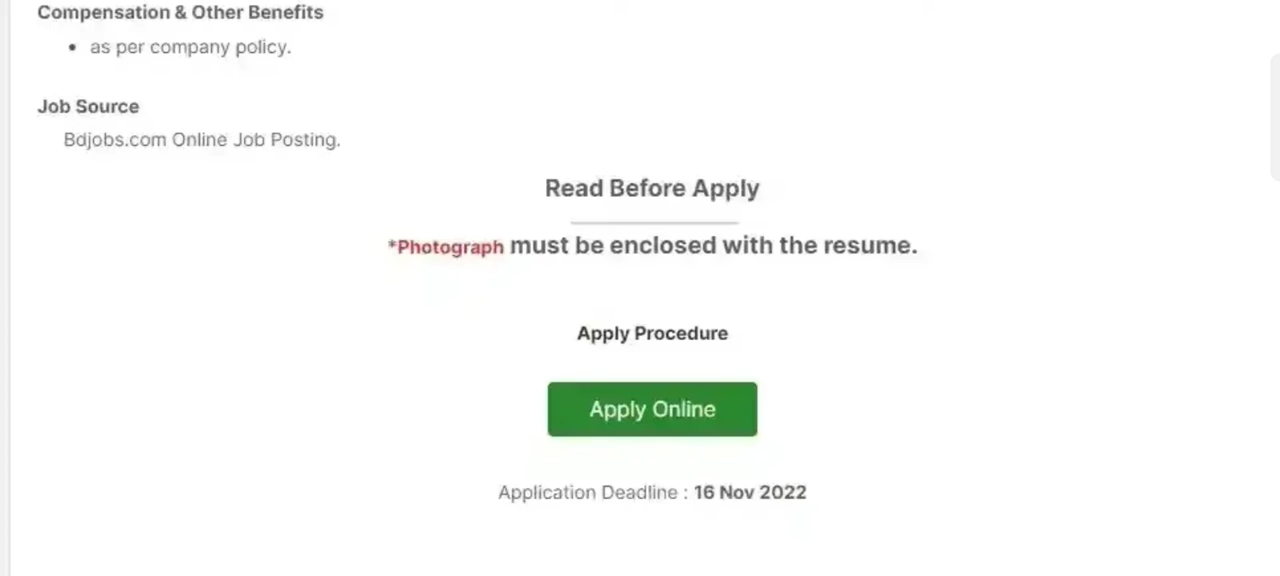 Compensation & Other Benefits
• as per company policy.
Job Source
Bdjobs.com Online Job Posting.
Read Before Apply
*Photograph must be enclosed with the resume.
Apply Procedure
Apply Online
Application Deadline : 16 Nov 2022